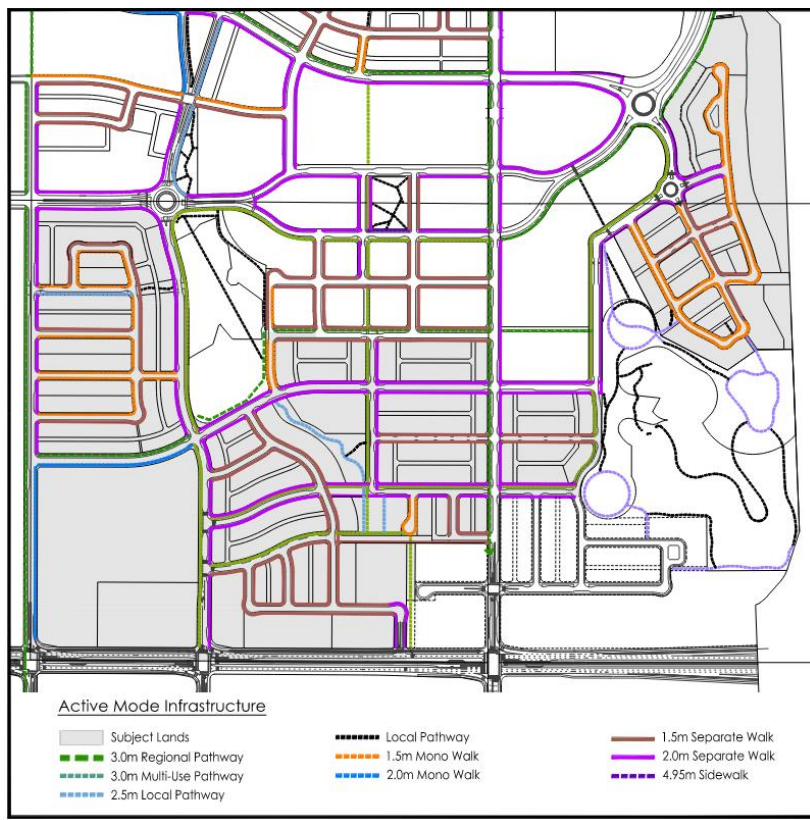 Active Mode Infrastructure
Subject Lands
3.0m Regional Pathway
3.0m Multi-Use Pathway
2.5m Local Pathway
Local Pathway
1.5m Mono Walk
2.0m Mono Walk
1.5m Separate Walk
2.0m Separate Walk
4.95m Sidewalk